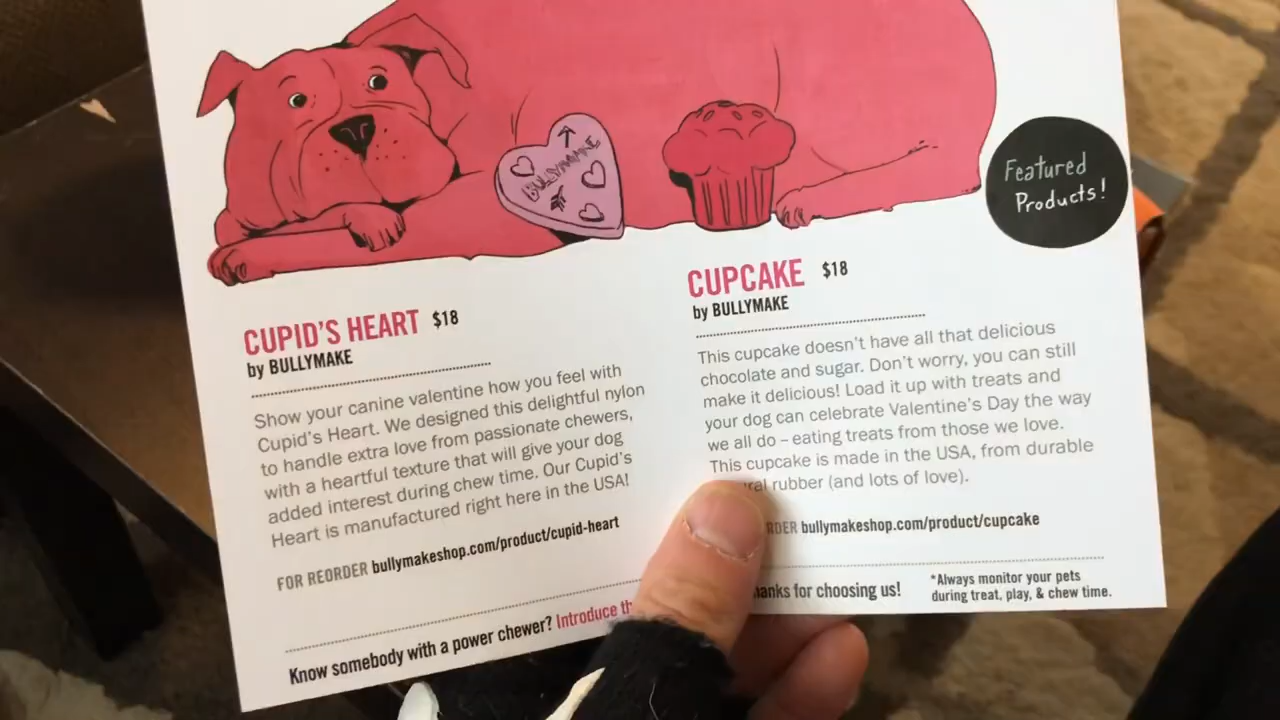 BULLYMAKE
Featured
Products!
CUPID'S HEART $18
by BULLYMAKE
Show your canine valentine how you feel with
Cupid's Heart. We designed this delightful nylon
to handle extra love from passionate chewers,
with a heartful texture that will give your dog
added interest during chew time. Our Cupid's
Heart is manufactured right here in the USA!
FOR REORDER bullymakeshop.com/product/cupid-heart
CUPCAKE $18
by BULLYMAKE
This cupcake doesn't have all that delicious
chocolate and sugar. Don't worry, you can still
make it delicious! Load it up with treats and
your dog can celebrate Valentine's Day the way
we all do – eating treats from those we love.
This cupcake is made in the USA, from durable
rubber (and lots of love).
bullymakeshop.com/product/cupcake
Know somebody with a power chewer? Introduce
for choosing us!
*Always monitor your pets
during treat, play, & chew time.